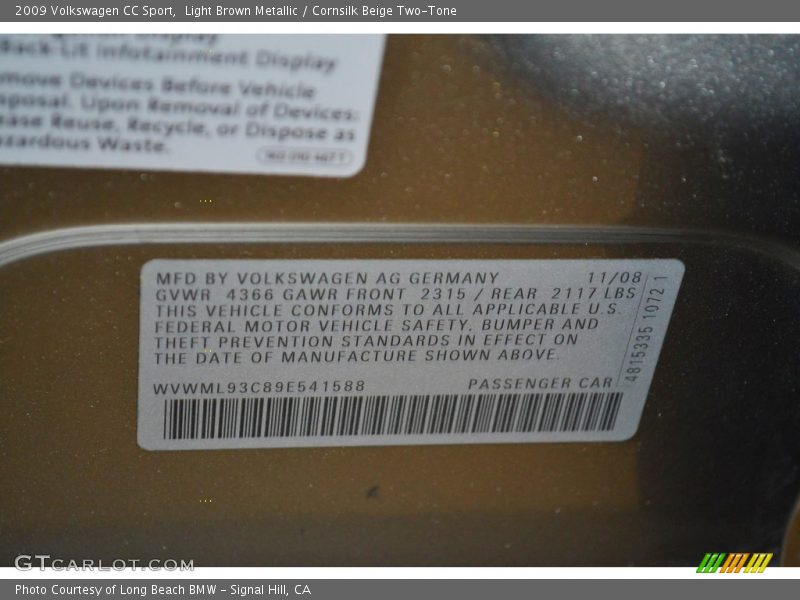 2009 Volkswagen CC Sport, Light Brown Metallic / Cornsilk Beige Two-Tone
Display
Back-Lit Infotainment Display
move Devices Before Vehicle
sposal. Upon Removal of Devices:
ease Reuse, Recycle, or Dispose as
azardous Waste.
MFD BY VOLKSWAGEN AG GERMANY 11/08
GVWR 4366 GAWR FRONT 2315 / REAR 2117 LBS
THIS VEHICLE CONFORMS TO ALL APPLICABLE U.S.
FEDERAL MOTOR VEHICLE SAFETY. BUMPER AND
THEFT PREVENTION STANDARDS IN EFFECT ON
THE DATE OF MANUFACTURE SHOWN ABOVE.
WVWML93C89E541588 PASSENGER CAR
4815335 1072 1
GTCARLOT.COM
Photo Courtesy of Long Beach BMW - Signal Hill, CA